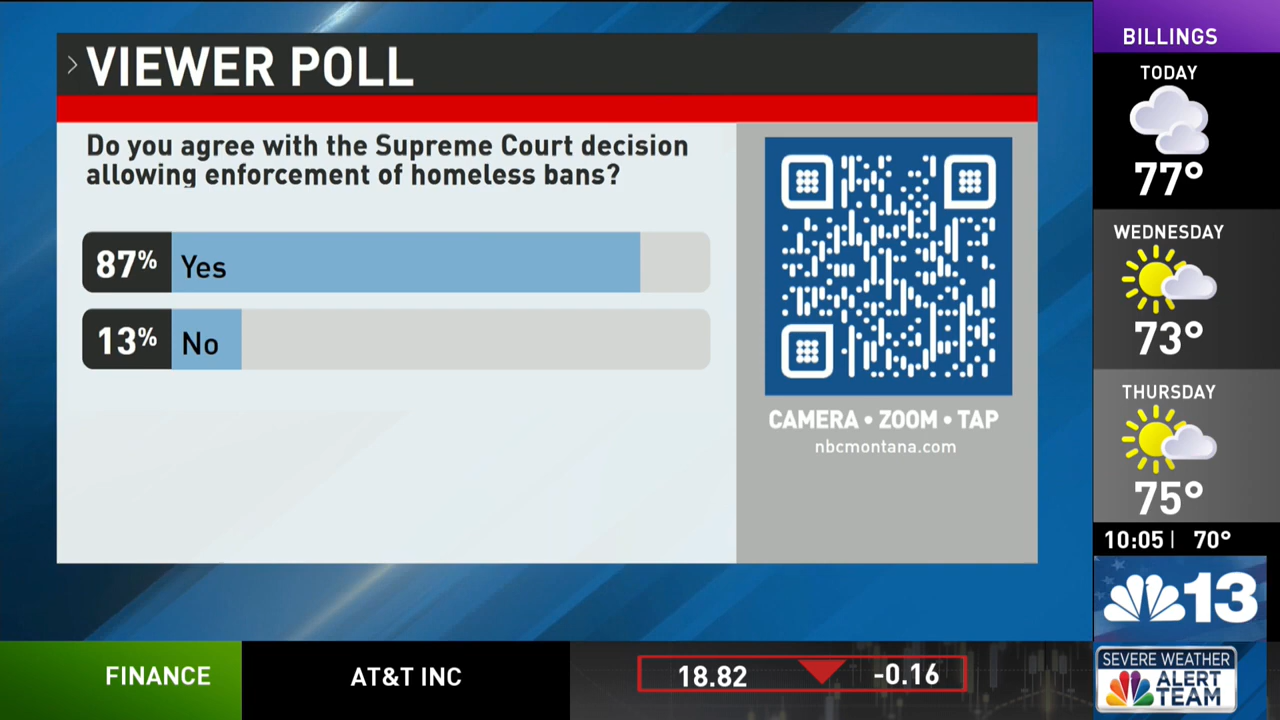 VIEWER POLL
Do you agree with the Supreme Court decision
allowing enforcement of homeless bans?
87% Yes
13% No
CAMERA • ZOOM • TAP
nbcmontana.com
BILLINGS
TODAY
77°
WEDNESDAY
73°
THURSDAY
75°
10:05 | 70°
13
SEVERE WEATHER
ALERT
TEAM
FINANCE
AT&T INC
18.82 -0.16